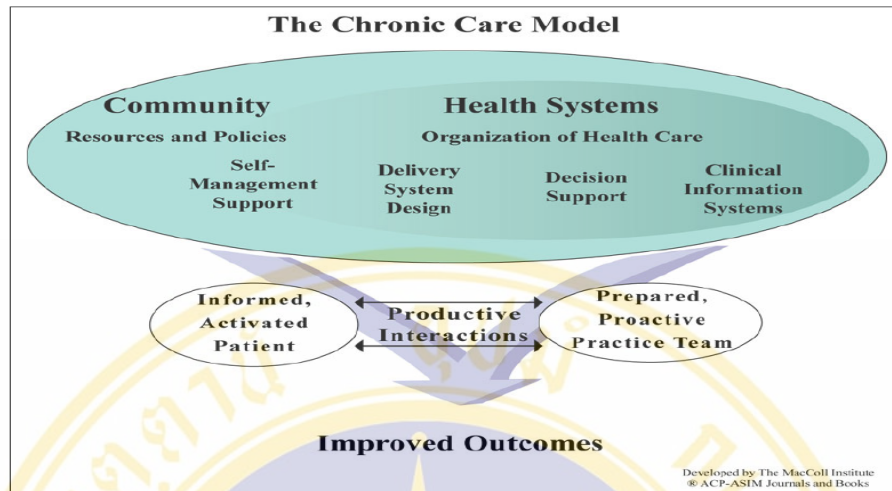 The Chronic Care Model
Community
Resources and Policies
Health Systems
Organization of Health Care
Self-
Management
Support
Delivery
System
Design
Decision
Support
Clinical
Information
Systems
Informed,
Activated
Patient
Productive
Interactions
Prepared,
Proactive
Practice Team
Improved Outcomes
Developed by The MacColl Institute
® ACP-ASIM Journals and Books